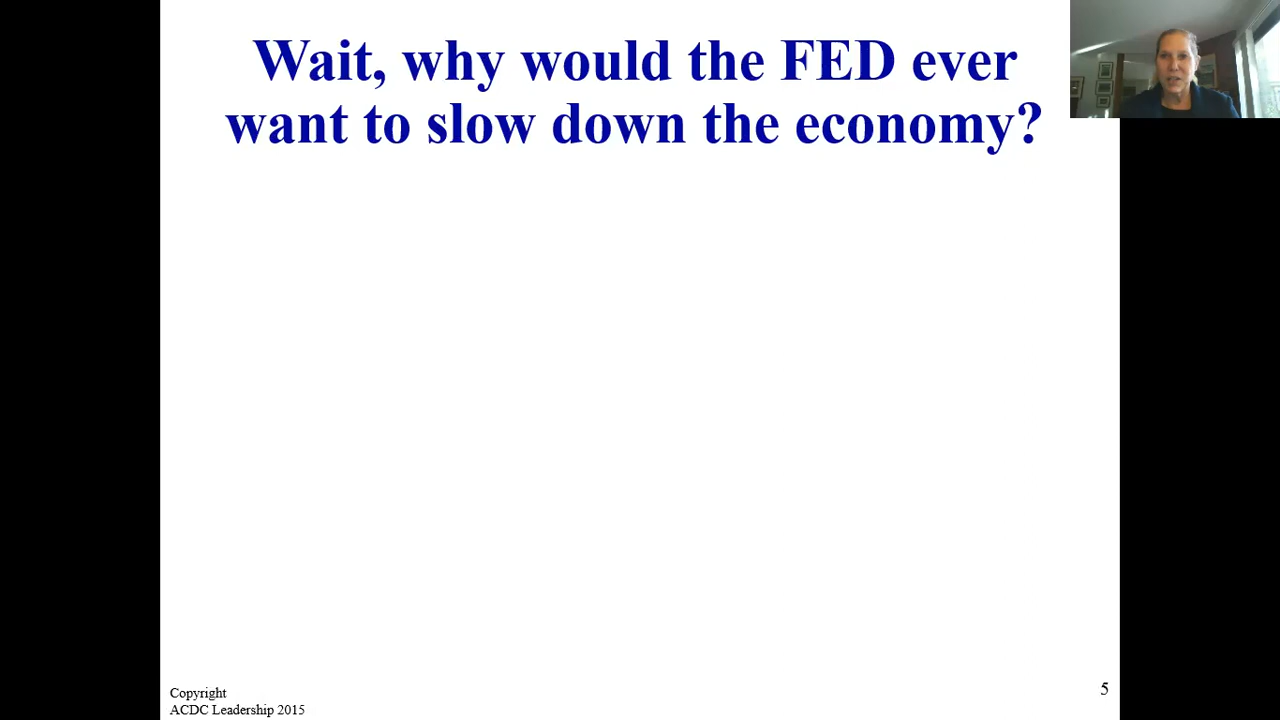 Wait, why would the FED ever
want to slow down the economy?
Copyright
ACDC Leadership 2015
5